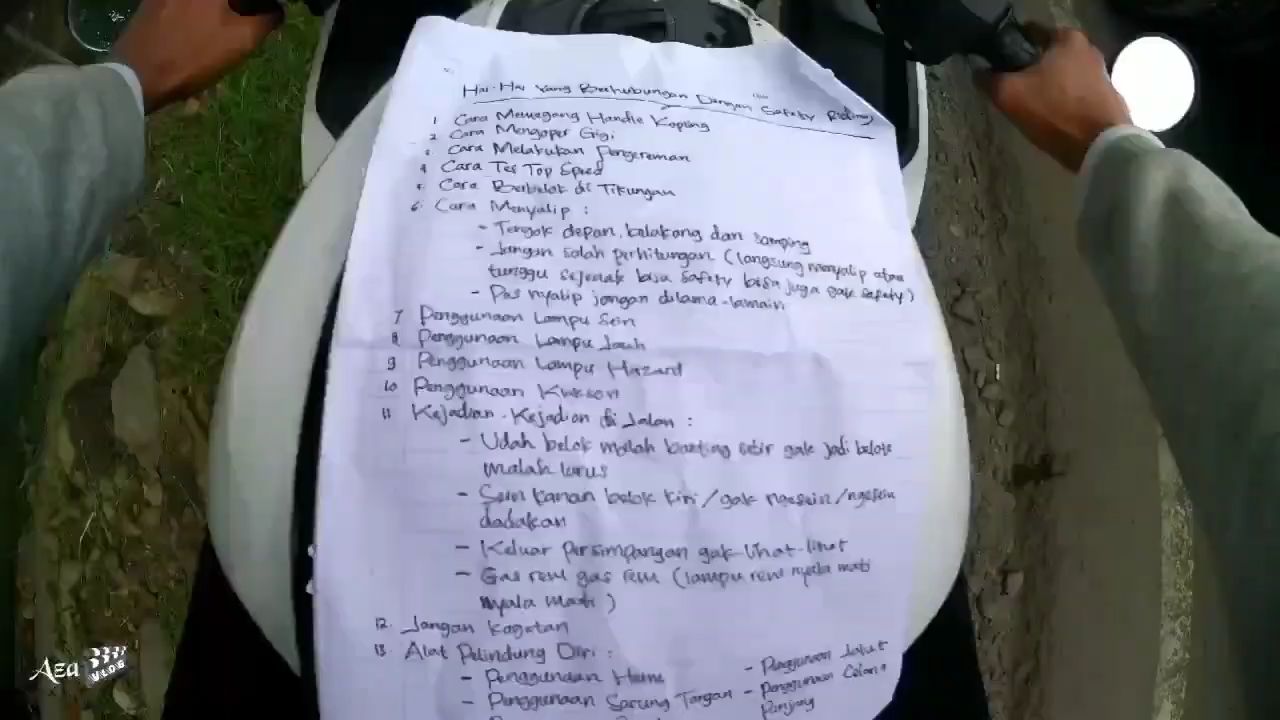 Hal-Hal Yang Berhubungan Dengan Safety Riding
1 Cara Memegang Handle Kopling
2 Cara Mengoper Gigi
3 Cara Melakukan Pengereman
4 Cara Tes Top Speed
5 Cara Berbelok di Tikungan
6 Cara Menyalip :
- Tengok depan, belakang dan samping
- Jangan salah perhitungan (langsung menyalip atau
tunggu sejenak bisa safety bisa juga gak safety)
- Pas nyalip jangan dilama-lamain
7 Penggunaan Lampu Sein
8 Penggunaan Lampu Jauh
9 Penggunaan Lampu Hazard
10 Penggunaan Klakson
11 Kejadian-Kejadian di Jalan :
- Udah belok malah banting setir gak jadi belok
malah lurus
- Sein kanan belok kiri/gak ngesein/ngesein
dadakan
- Keluar persimpangan gak lihat-lihat
- Gas rem gas rem (lampu rem nyala mati
nyala mati)
12. Jangan Kagetan
13. Alat Pelindung Diri :
- Penggunaan Helm
- Penggunaan Sarung Tangan
- Penggunaan Jaket
- Penggunaan Celana
Panjang
Aza
VLOG